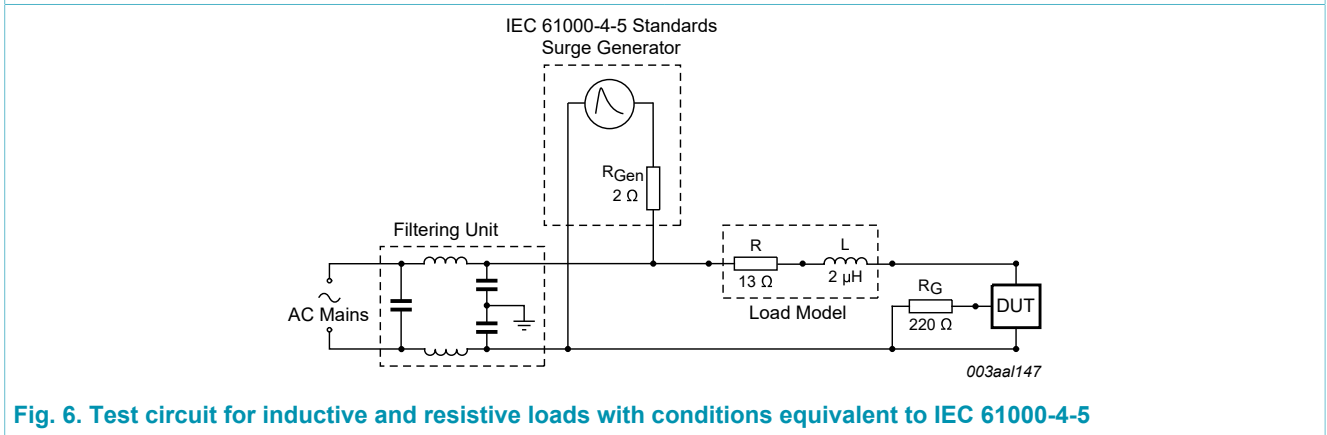 IEC 61000-4-5 Standards
Surge Generator
RGen
2 Ω
Filtering Unit
AC Mains
R
13 Ω
L
2 µH
Load Model
RG
220 Ω
DUT
003aal147
Fig. 6. Test circuit for inductive and resistive loads with conditions equivalent to IEC 61000-4-5